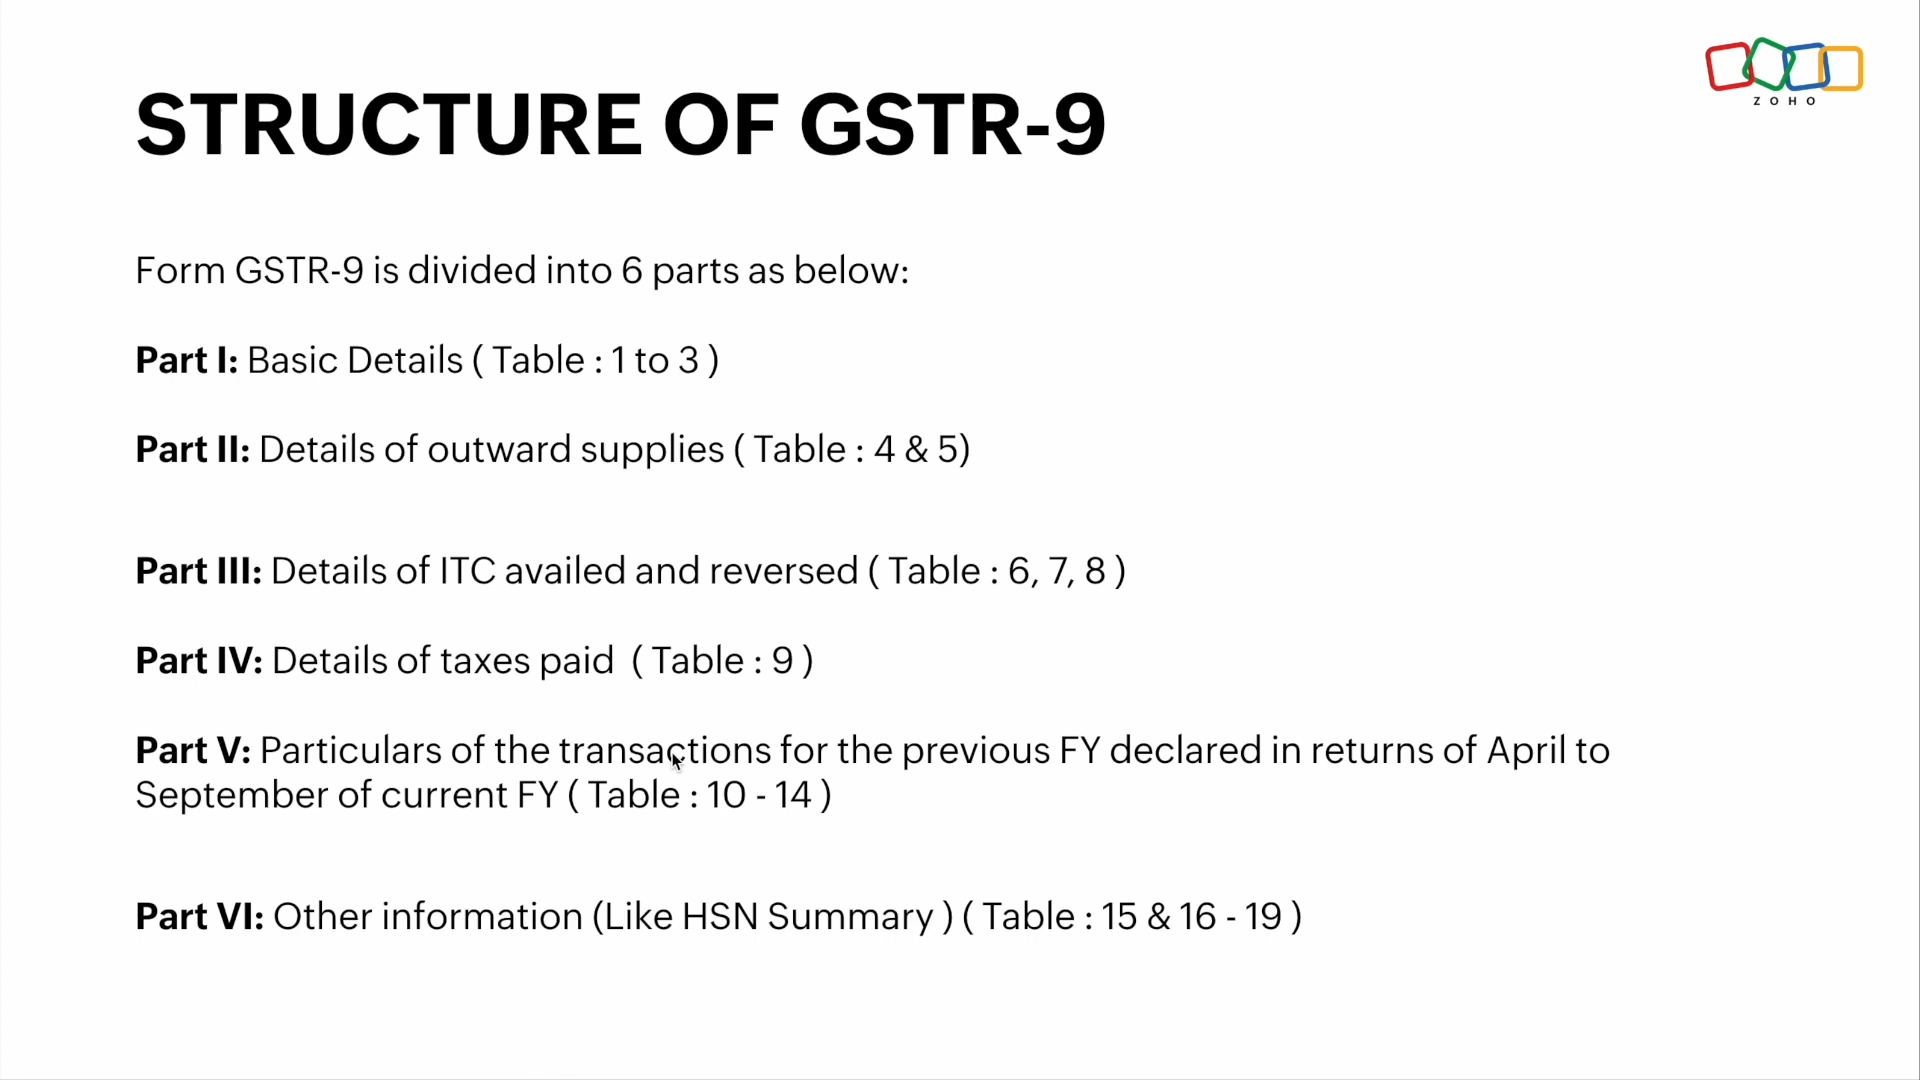 ZOHO
STRUCTURE OF GSTR-9
Form GSTR-9 is divided into 6 parts as below:
Part I: Basic Details ( Table : 1 to 3 )
Part II: Details of outward supplies ( Table : 4 & 5)
Part III: Details of ITC availed and reversed ( Table : 6, 7, 8 )
Part IV: Details of taxes paid ( Table : 9 )
Part V: Particulars of the transactions for the previous FY declared in returns of April to
September of current FY ( Table : 10 - 14 )
Part VI: Other information (Like HSN Summary ) ( Table : 15 & 16 - 19 )